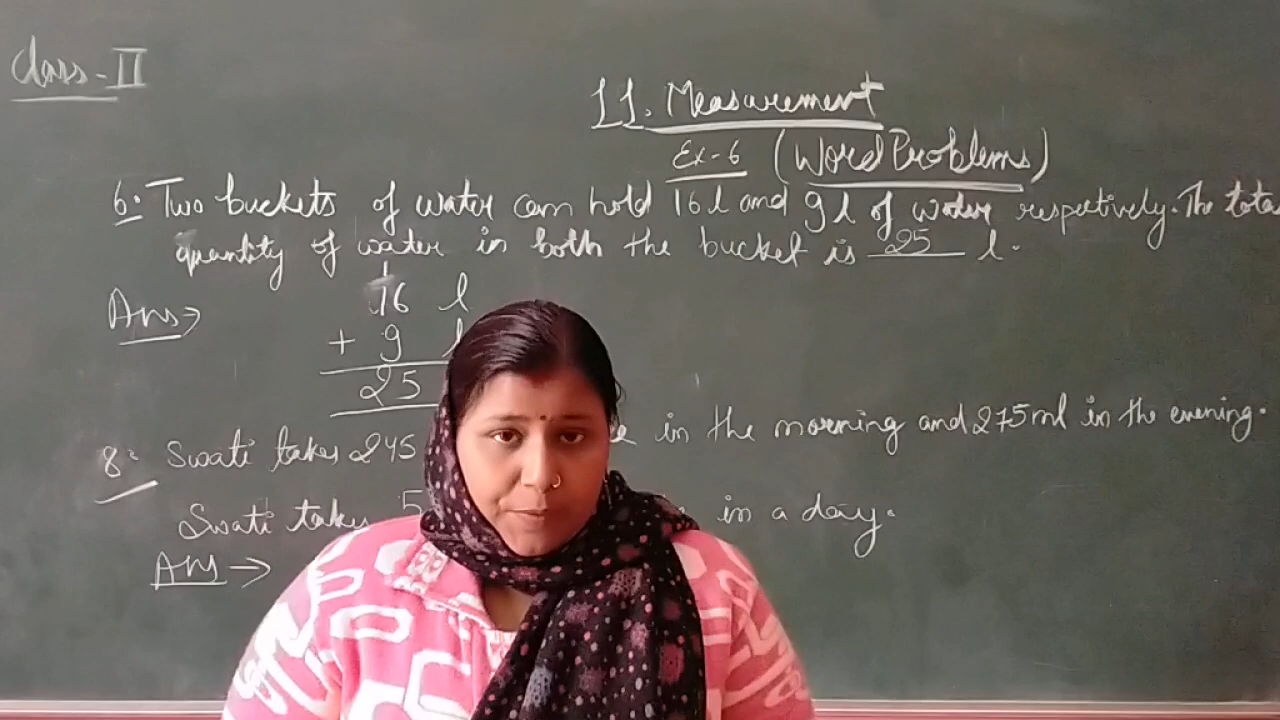 Class-II
11. Measurement
Ex-6 (Word Problems)
6. Two buckets of water can hold 16 l and 9 l of water respectively. The tota
quantity of water in both the bucket is 25 l.
Ans→
1
16 l
+ 9 l
25
8. Swati takes 245 in the morning and 275 ml in the evening.
Swati takes 5 in a day.
Ans→